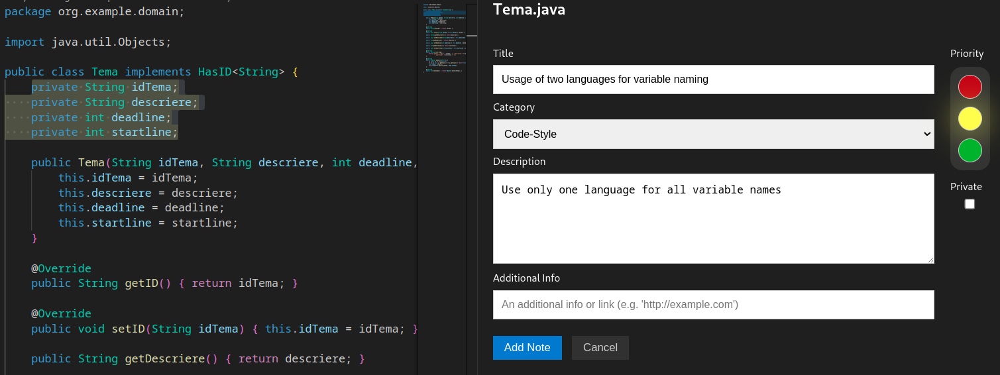 package org.example.domain;
import java.util.Objects;
public class Tema implements HasID<String> {
private String idTema;
private String descriere;
private int deadline;
private int startline;
public Tema(String idTema, String descriere, int deadline,
this.idTema = idTema;
this.descriere = descriere;
this.deadline = deadline;
this.startline = startline;
}
@Override
public String getID() { return idTema; }
@Override
public void setID(String idTema) { this.idTema = idTema; }
public String getDescriere() { return descriere; }
Tema.java
Title
Usage of two languages for variable naming
Category
Code-Style
Description
Use only one language for all variable names
Additional Info
An additional info or link (e.g. 'http://example.com')
Add Note
Cancel
Priority
Private